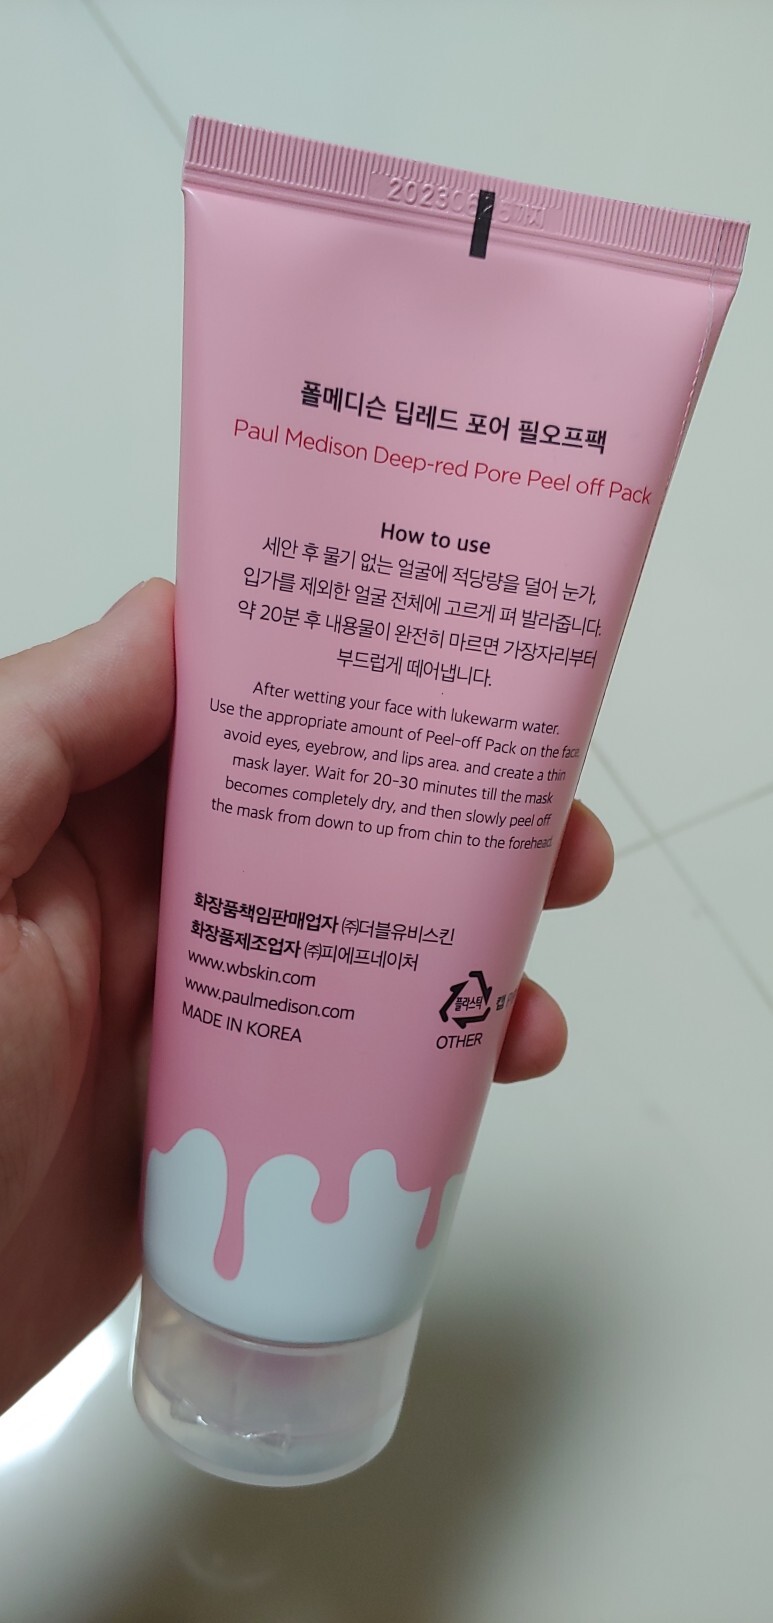 폴메디슨 딥레드 포어 필오프팩
Paul Medison Deep-red Pore Peel off Pack
How to use
세안 후 물기 없는 얼굴에 적당량을 덜어 눈가,
입가를 제외한 얼굴 전체에 고르게 펴 발라줍니다.
약 20분 후 내용물이 완전히 마르면 가장자리부터
부드럽게 떼어냅니다.
After wetting your face with lukewarm water.
Use the appropriate amount of Peel-off Pack on the face
avoid eyes, eyebrow, and lips area. and create a thin
mask layer. Wait for 20-30 minutes till the mask
becomes completely dry, and then slowly peel off
the mask from down to up from chin to the forehead.
화장품책임판매업자 ㈜더블유비스킨
화장품제조업자 ㈜피에프네이처
www.wbskin.com
www.paulmedison.com
MADE IN KOREA
플라스틱
OTHER
캡